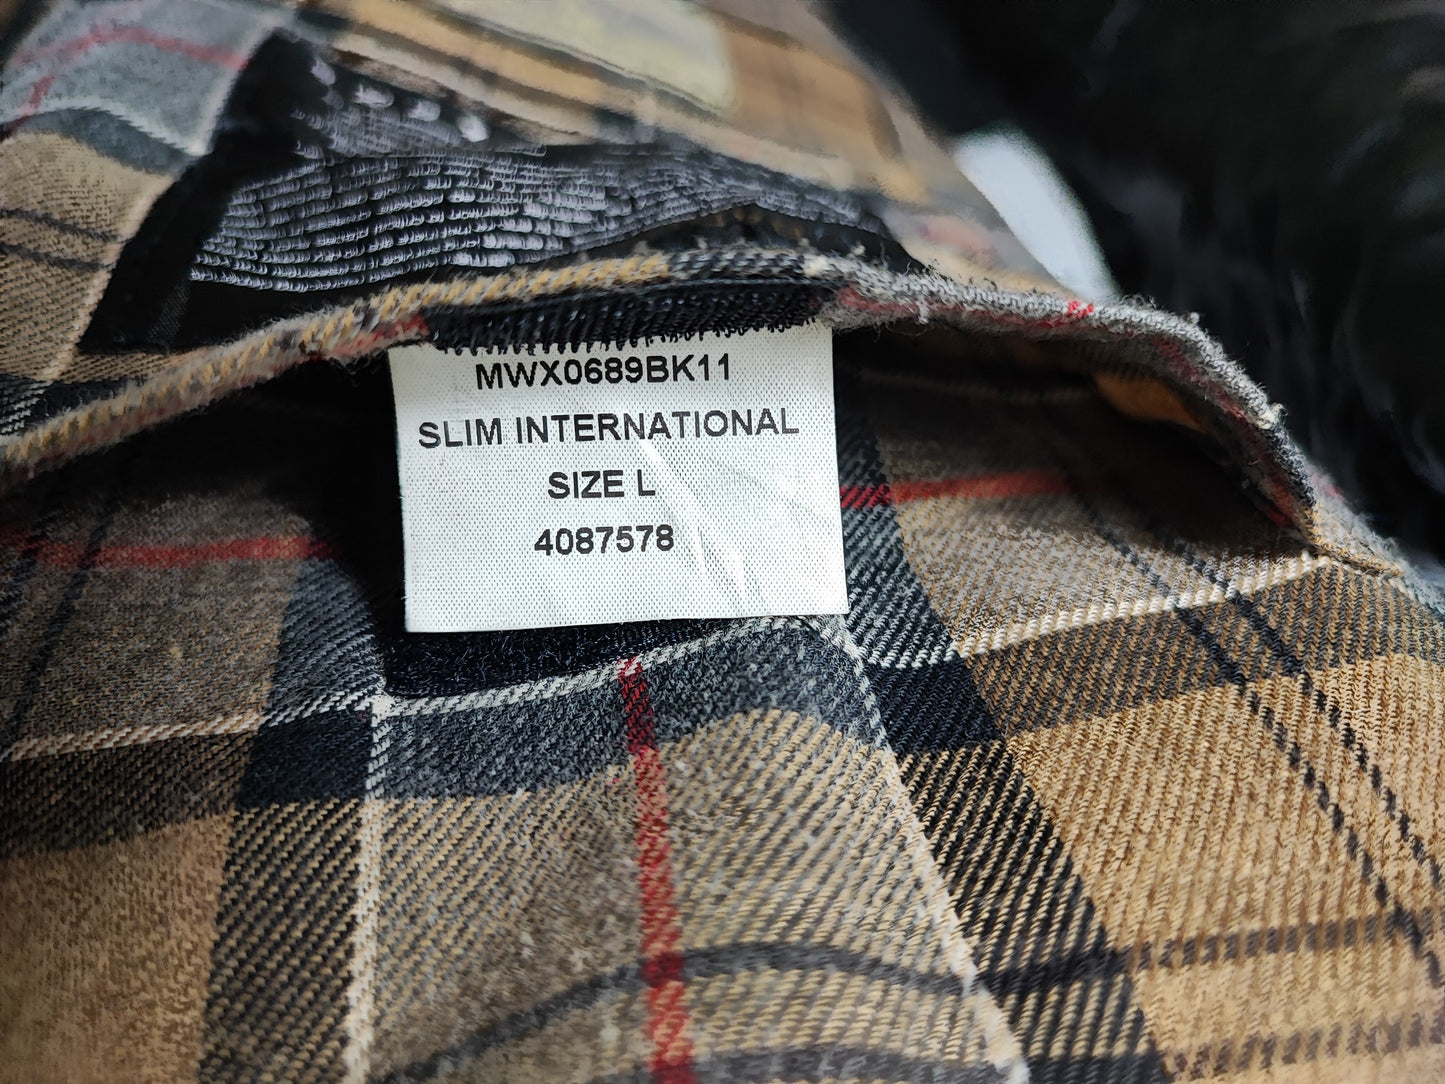 MWX0689BK11
SLIM INTERNATIONAL
SIZE L
4087578